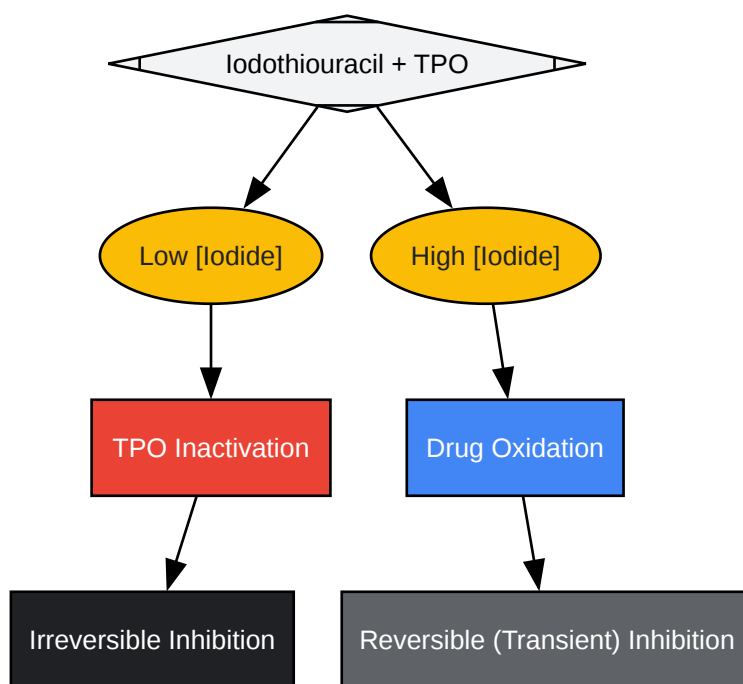 Iodothiouracil + TPO
Low [Iodide]
High [Iodide]
TPO Inactivation
Drug Oxidation
Irreversible Inhibition
Reversible (Transient) Inhibition